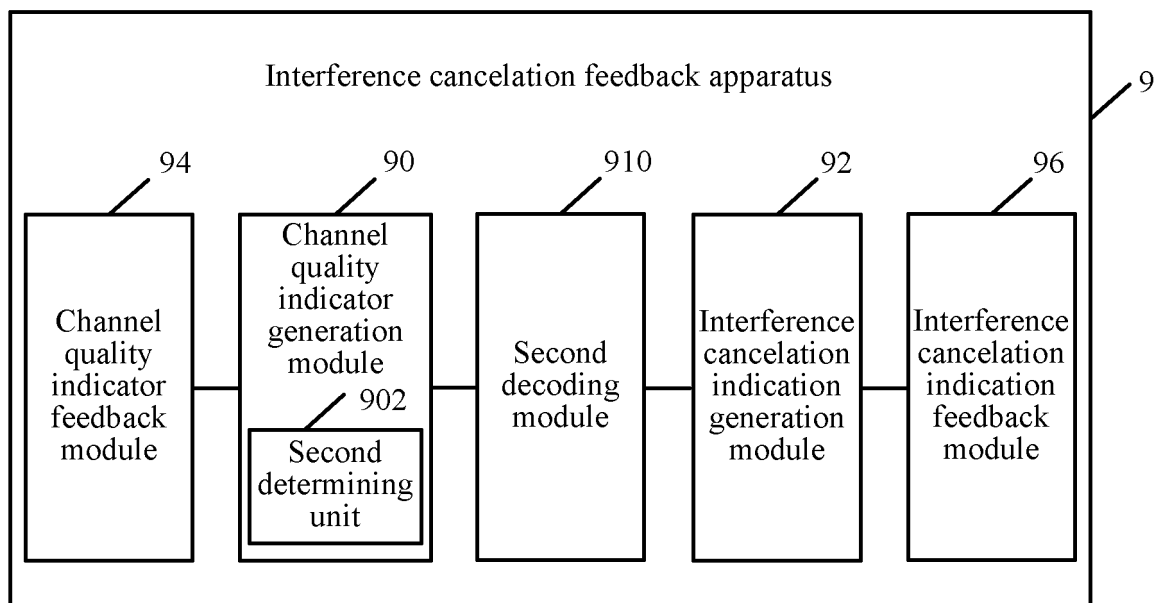 Interference cancelation feedback apparatus
9
94
90
910
92
96
Channel
quality
indicator
feedback
module
Channel
quality
indicator
generation
module
902
Second
determining
unit
Second
decoding
module
Interference
cancelation
indication
generation
module
Interference
cancelation
indication
feedback
module